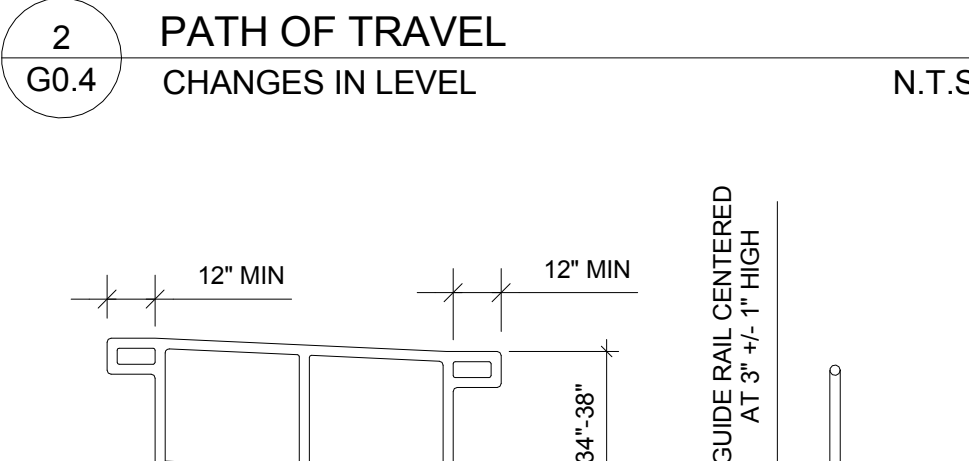 2
PATH OF TRAVEL
G0.4
CHANGES IN LEVEL
N.T.S
12" MIN
12" MIN
34"-38"
GUIDE RAIL CENTERED
AT 3" +/- 1" HIGH